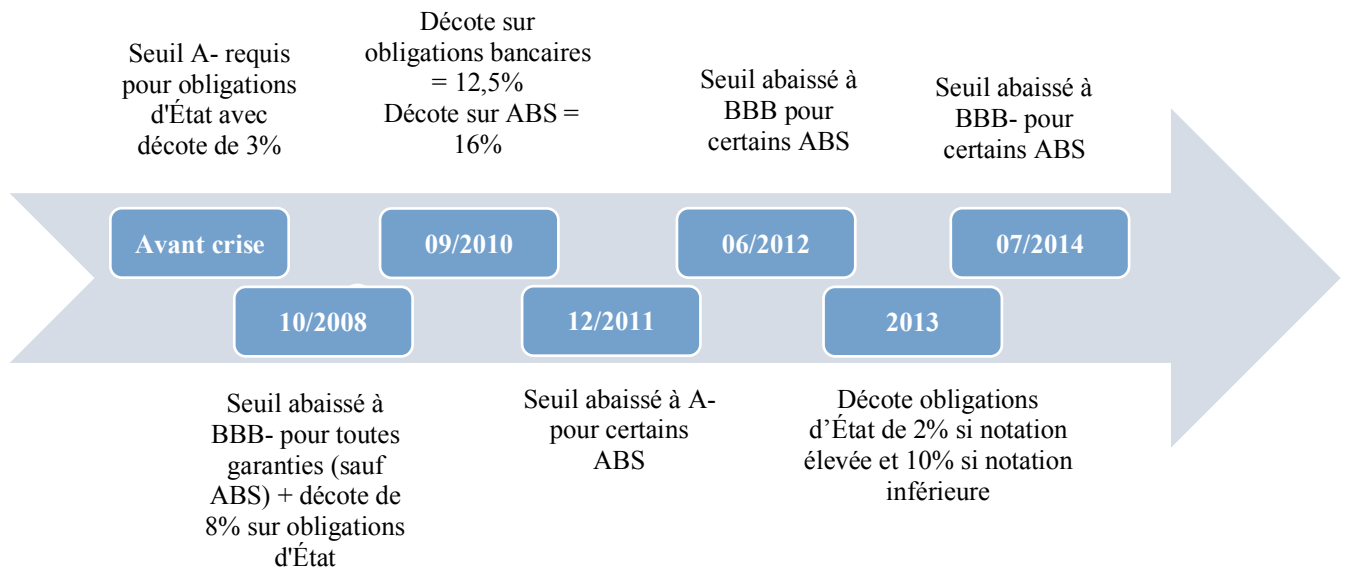 Seuil A- requis
pour obligations
d'État avec
décote de 3%
Décote sur
obligations bancaires
= 12,5%
Décote sur ABS =
16%
Seuil abaissé à
BBB pour
certains ABS
Seuil abaissé à
BBB- pour
certains ABS
Avant crise
09/2010
06/2012
07/2014
10/2008
12/2011
2013
Seuil abaissé à
BBB- pour toutes
garanties (sauf
ABS) + décote de
8% sur obligations
d'État
Seuil abaissé à A-
pour certains
ABS
Décote obligations
d’État de 2% si notation
élevée et 10% si notation
inférieure